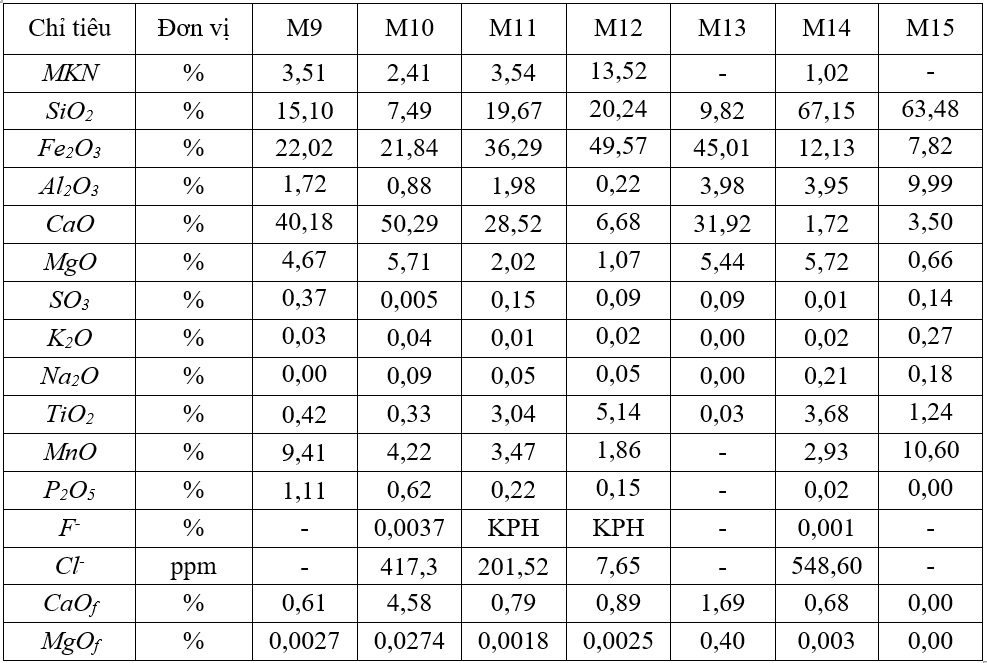 Chỉ tiêu Đơn vị M9 M10 M11 M12 M13 M14 M15
MKN % 3,51 2,41 3,54 13,52 - 1,02 -
SiO2 % 15,10 7,49 19,67 20,24 9,82 67,15 63,48
Fe2O3 % 22,02 21,84 36,29 49,57 45,01 12,13 7,82
Al2O3 % 1,72 0,88 1,98 0,22 3,98 3,95 9,99
CaO % 40,18 50,29 28,52 6,68 31,92 1,72 3,50
MgO % 4,67 5,71 2,02 1,07 5,44 5,72 0,66
SO3 % 0,37 0,005 0,15 0,09 0,09 0,01 0,14
K2O % 0,03 0,04 0,01 0,02 0,00 0,02 0,27
Na2O % 0,00 0,09 0,05 0,05 0,00 0,21 0,18
TiO2 % 0,42 0,33 3,04 5,14 0,03 3,68 1,24
MnO % 9,41 4,22 3,47 1,86 - 2,93 10,60
P2O5 % 1,11 0,62 0,22 0,15 - 0,02 0,00
F- % - 0,0037 KPH KPH - 0,001 -
Cl- ppm - 417,3 201,52 7,65 - 548,60 -
CaOf % 0,61 4,58 0,79 0,89 1,69 0,68 0,00
MgOf % 0,0027 0,0274 0,0018 0,0025 0,40 0,003 0,00